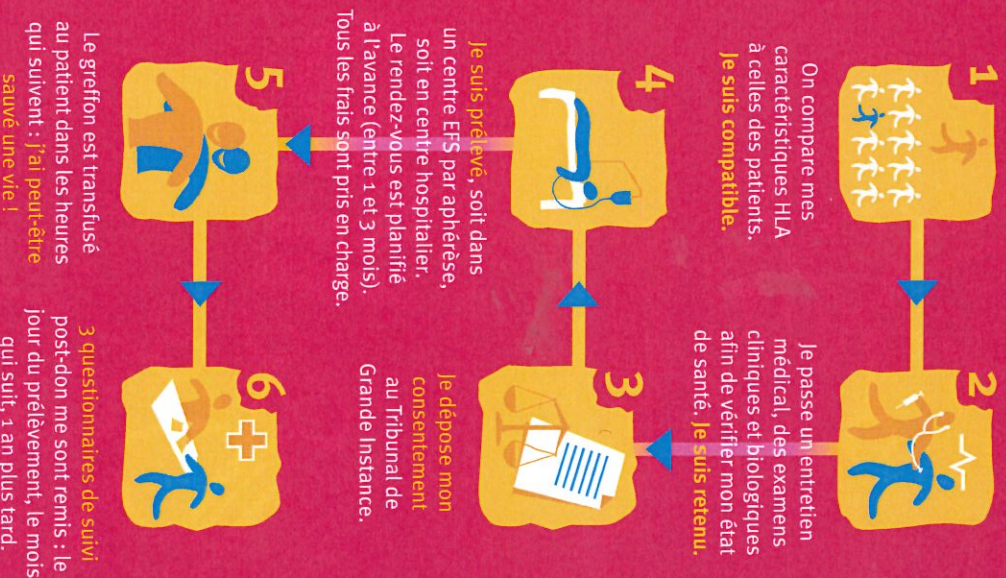 1
On compare mes
caractéristiques HLA
à celles des patients.
Je suis compatible.
2
Je passe un entretien
médical, des examens
cliniques et biologiques
afin de vérifier mon état
de santé. Je suis retenu.
3
Je dépose mon
consentement
au Tribunal de
Grande Instance.
4
Je suis prélevé, soit dans
un centre EFS par aphérèse,
soit en centre hospitalier.
Le rendez-vous est planifié
à l'avance (entre 1 et 3 mois).
Tous les frais sont pris en charge.
5
Le greffon est transfusé
au patient dans les heures
qui suivent : j'ai peut-être
sauvé une vie !
6
3 questionnaires de suivi
post-don me sont remis : le
jour du prélèvement, le mois
qui suit, 1 an plus tard.